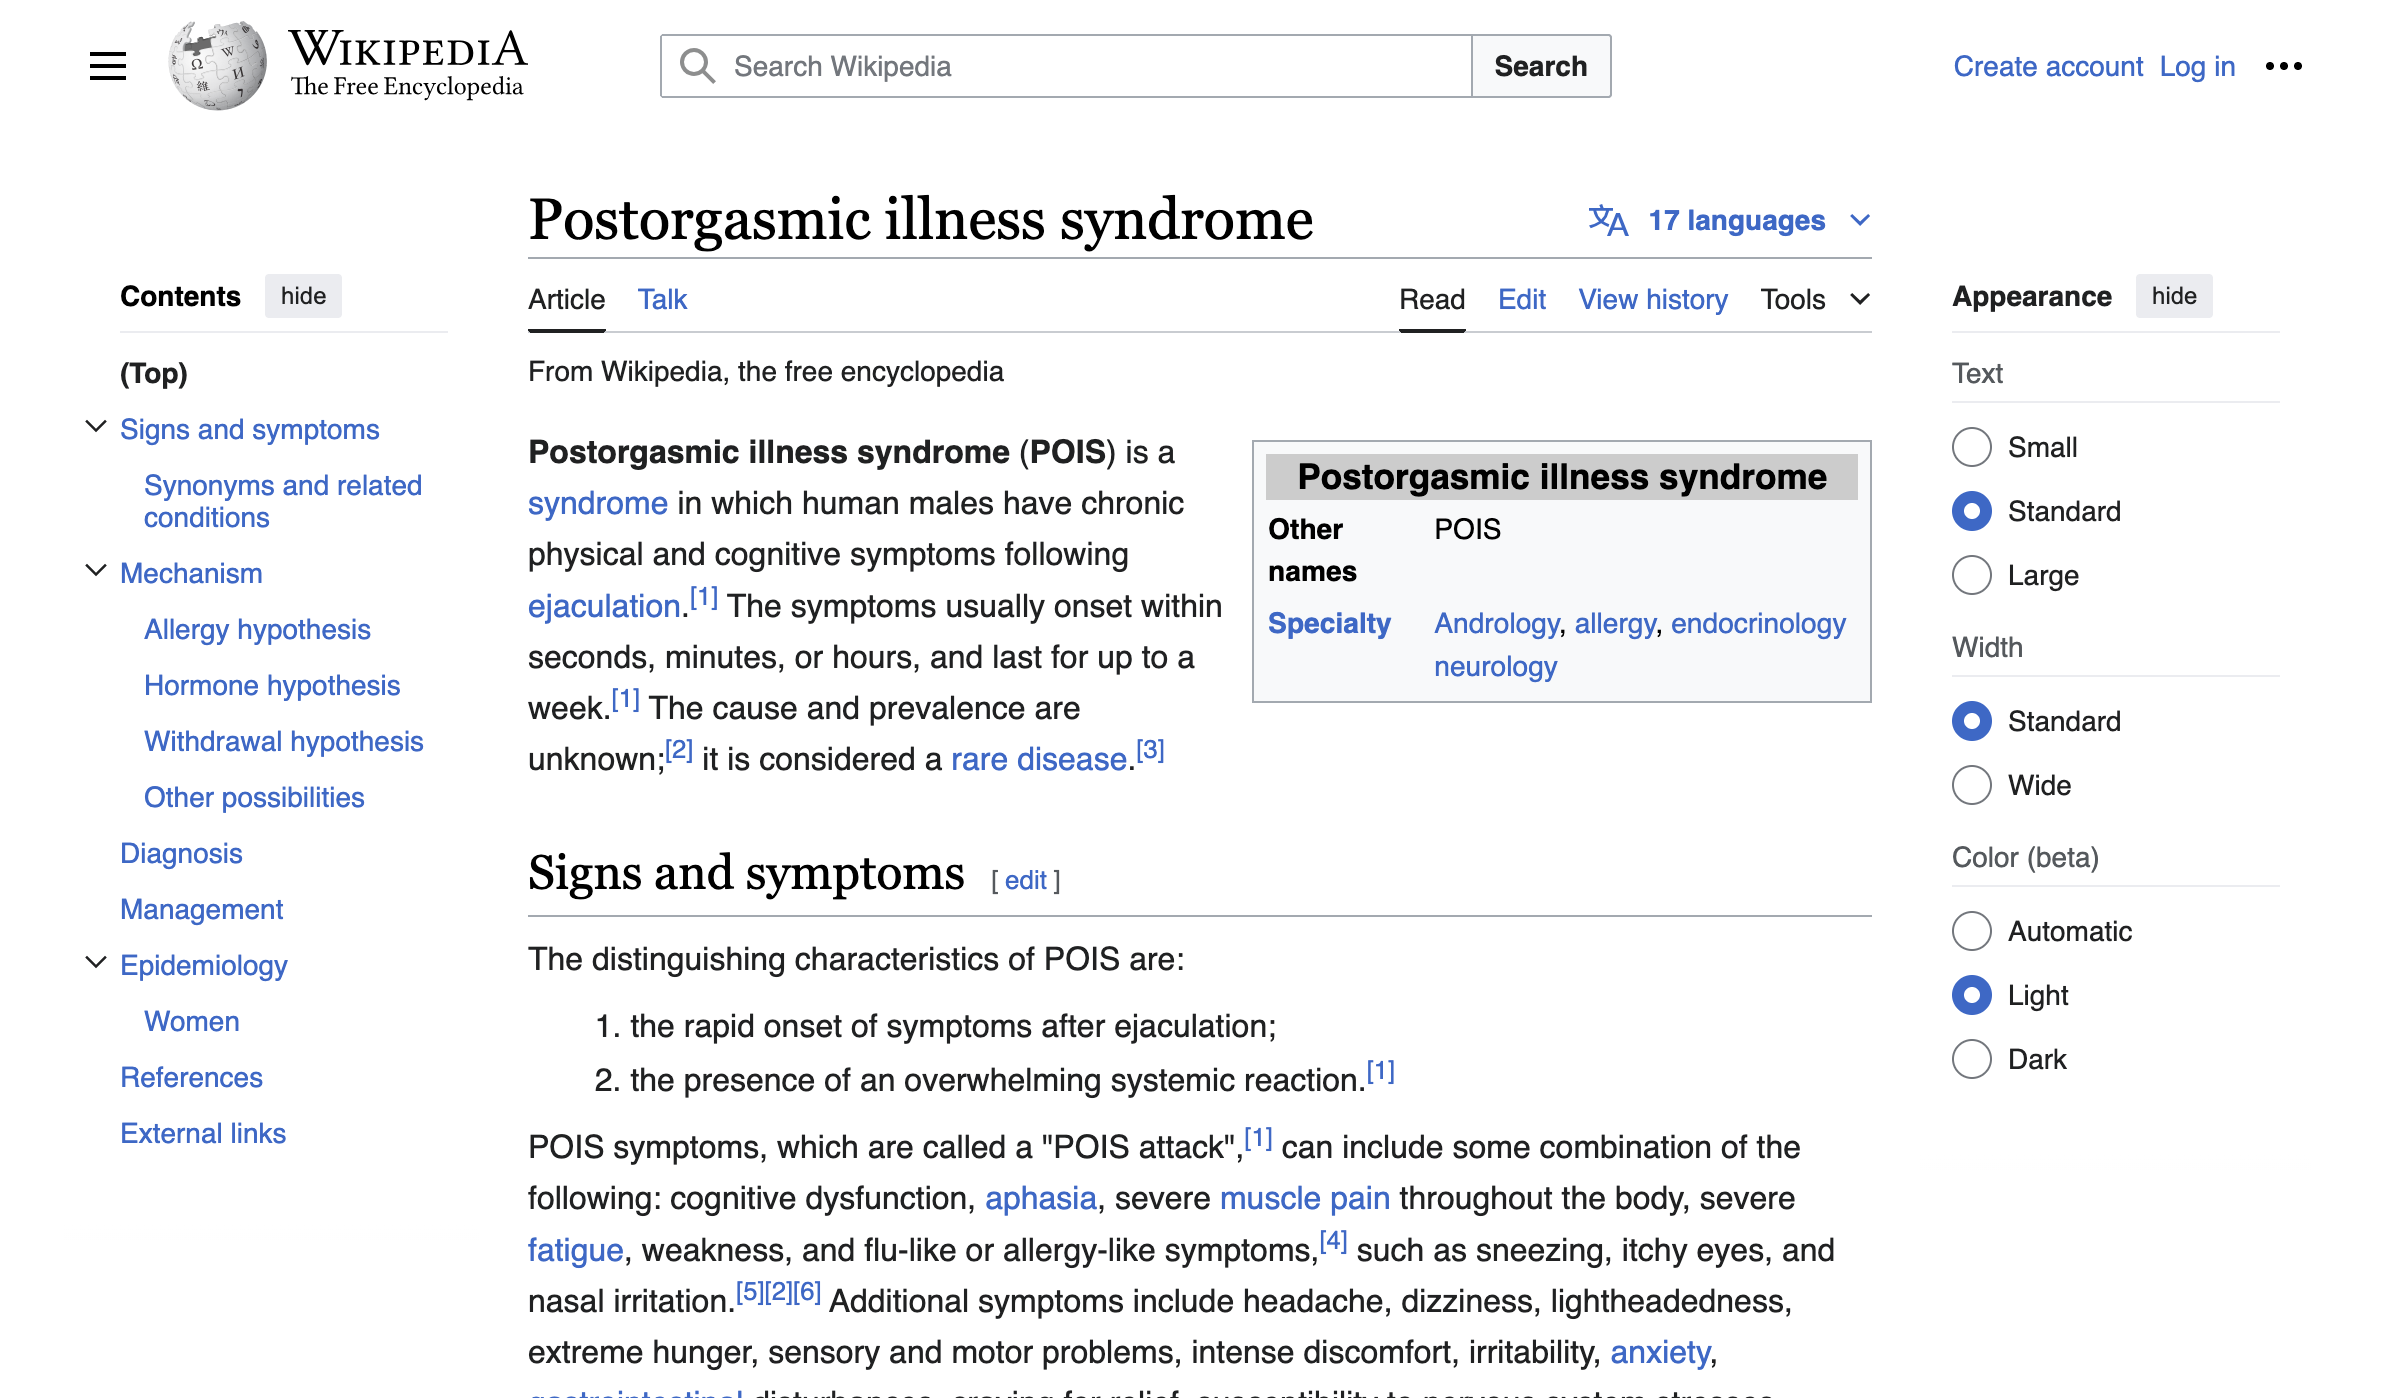 WIKIPEDIA
The Free Encyclopedia
Search Wikipedia
Search
Create account Log in
Postorgasmic illness syndrome
17 languages
Contents hide
(Top)
Signs and symptoms
Synonyms and related
conditions
Mechanism
Allergy hypothesis
Hormone hypothesis
Withdrawal hypothesis
Other possibilities
Diagnosis
Management
Epidemiology
Women
References
External links
Article Talk
Read Edit View history Tools
From Wikipedia, the free encyclopedia
Postorgasmic illness syndrome (POIS) is a
syndrome in which human males have chronic
physical and cognitive symptoms following
ejaculation.[1] The symptoms usually onset within
seconds, minutes, or hours, and last for up to a
week.[1] The cause and prevalence are
unknown;[2] it is considered a rare disease.[3]
Postorgasmic illness syndrome
Other POIS
names
Specialty Andrology, allergy, endocrinology
neurology
Signs and symptoms [ edit ]
The distinguishing characteristics of POIS are:
1. the rapid onset of symptoms after ejaculation;
2. the presence of an overwhelming systemic reaction.[1]
POIS symptoms, which are called a "POIS attack",[1] can include some combination of the
following: cognitive dysfunction, aphasia, severe muscle pain throughout the body, severe
fatigue, weakness, and flu-like or allergy-like symptoms,[4] such as sneezing, itchy eyes, and
nasal irritation.[5][2][6] Additional symptoms include headache, dizziness, lightheadedness,
extreme hunger, sensory and motor problems, intense discomfort, irritability, anxiety,
Appearance hide
Text
Small
Standard
Large
Width
Standard
Wide
Color (beta)
Automatic
Light
Dark